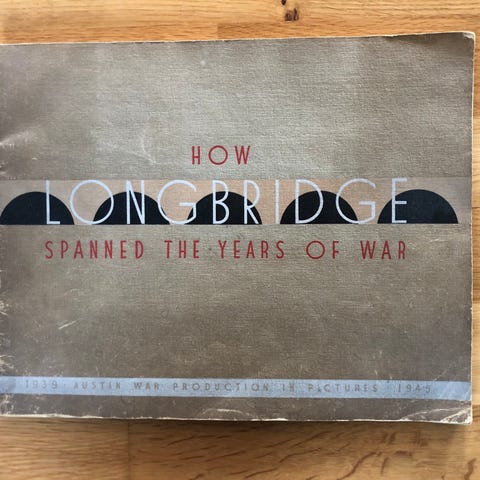 HOW
LONGBRIDGE
SPANNED THE YEARS OF WAR
1939 AUSTIN WAR PRODUCTION IN PICTURES 1945